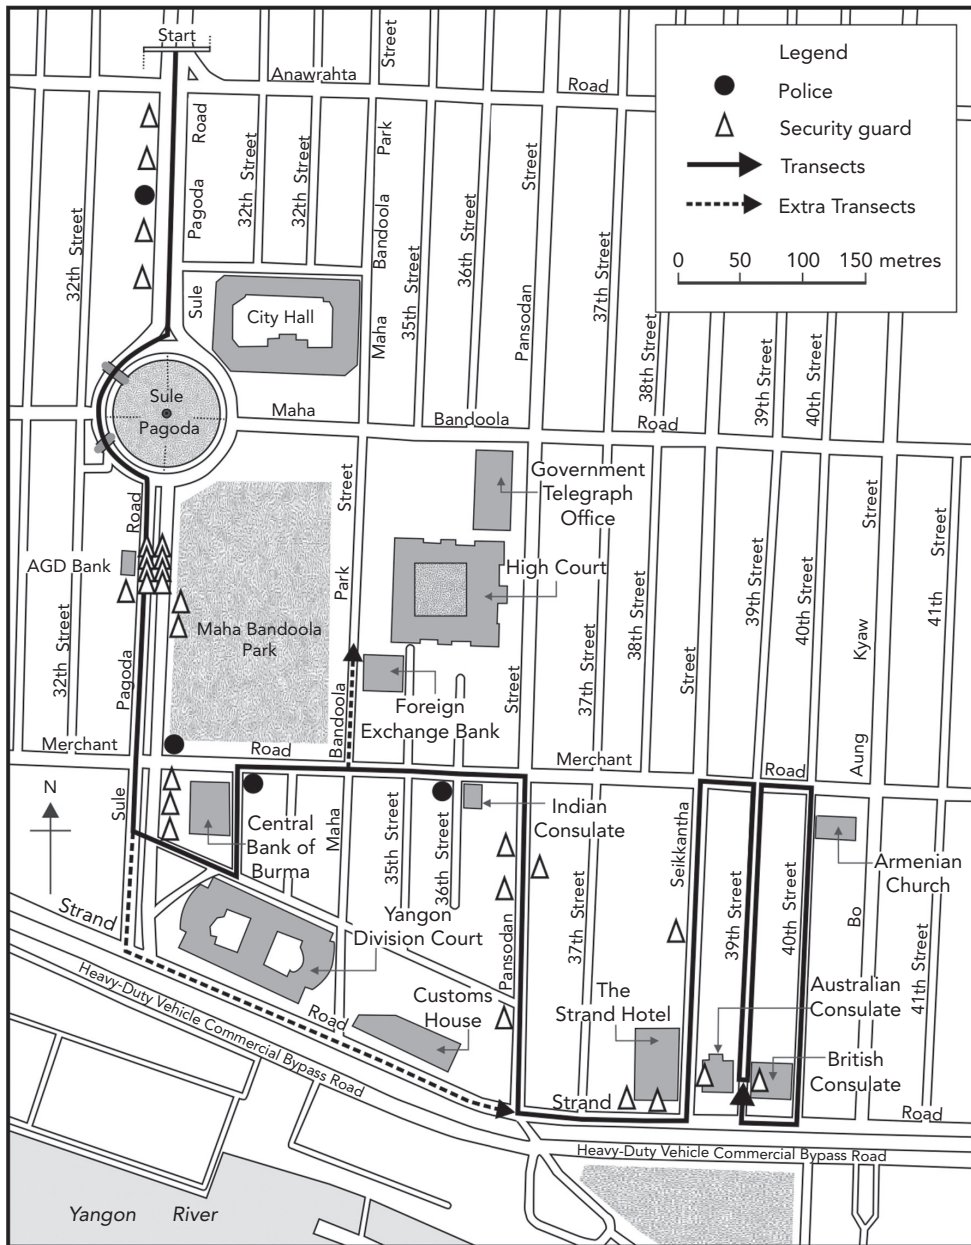 Start
Anawrahta
Road
Street
Legend
Police
Security guard
Transects
Extra Transects
0 50 100 150 metres
32th Street
Pagoda Road
Sule
32th Street
32th Street
Maha Bandoola Park
35th Street
36th Street
Pansodan Street
37th Street
38th Street
39th Street
40th Street
City Hall
Sule
Pagoda
Maha
Bandoola
Road
Government
Telegraph
Office
High Court
Road
AGD Bank
32th Street
Pagoda
Sule
Maha Bandoola
Park
Street
Park
Bandoola
Maha
Foreign
Exchange Bank
Street
37th Street
38th Street
Street
39th Street
40th Street
Street
Kyaw
Aung
Bo
41th Street
Merchant
Road
Merchant
Road
N
Central
Bank of
Burma
35th Street
36th Street
Indian
Consulate
Pansodan
37th Street
Seikkantha
39th Street
40th Street
Armenian
Church
41th Street
Strand
Yangon
Division Court
Customs
House
Road
The
Strand Hotel
Australian
Consulate
British
Consulate
Strand
Road
Heavy-Duty Vehicle Commercial Bypass Road
Heavy-Duty Vehicle Commercial Bypass Road
Yangon River